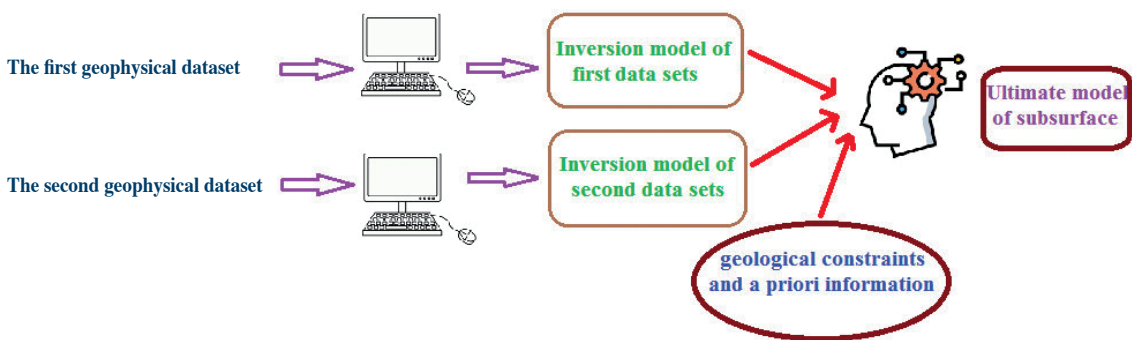 The first geophysical dataset
Inversion model of
first data sets
Ultimate model
of subsurface
The second geophysical dataset
Inversion model of
second data sets
geological constraints
and a priori information